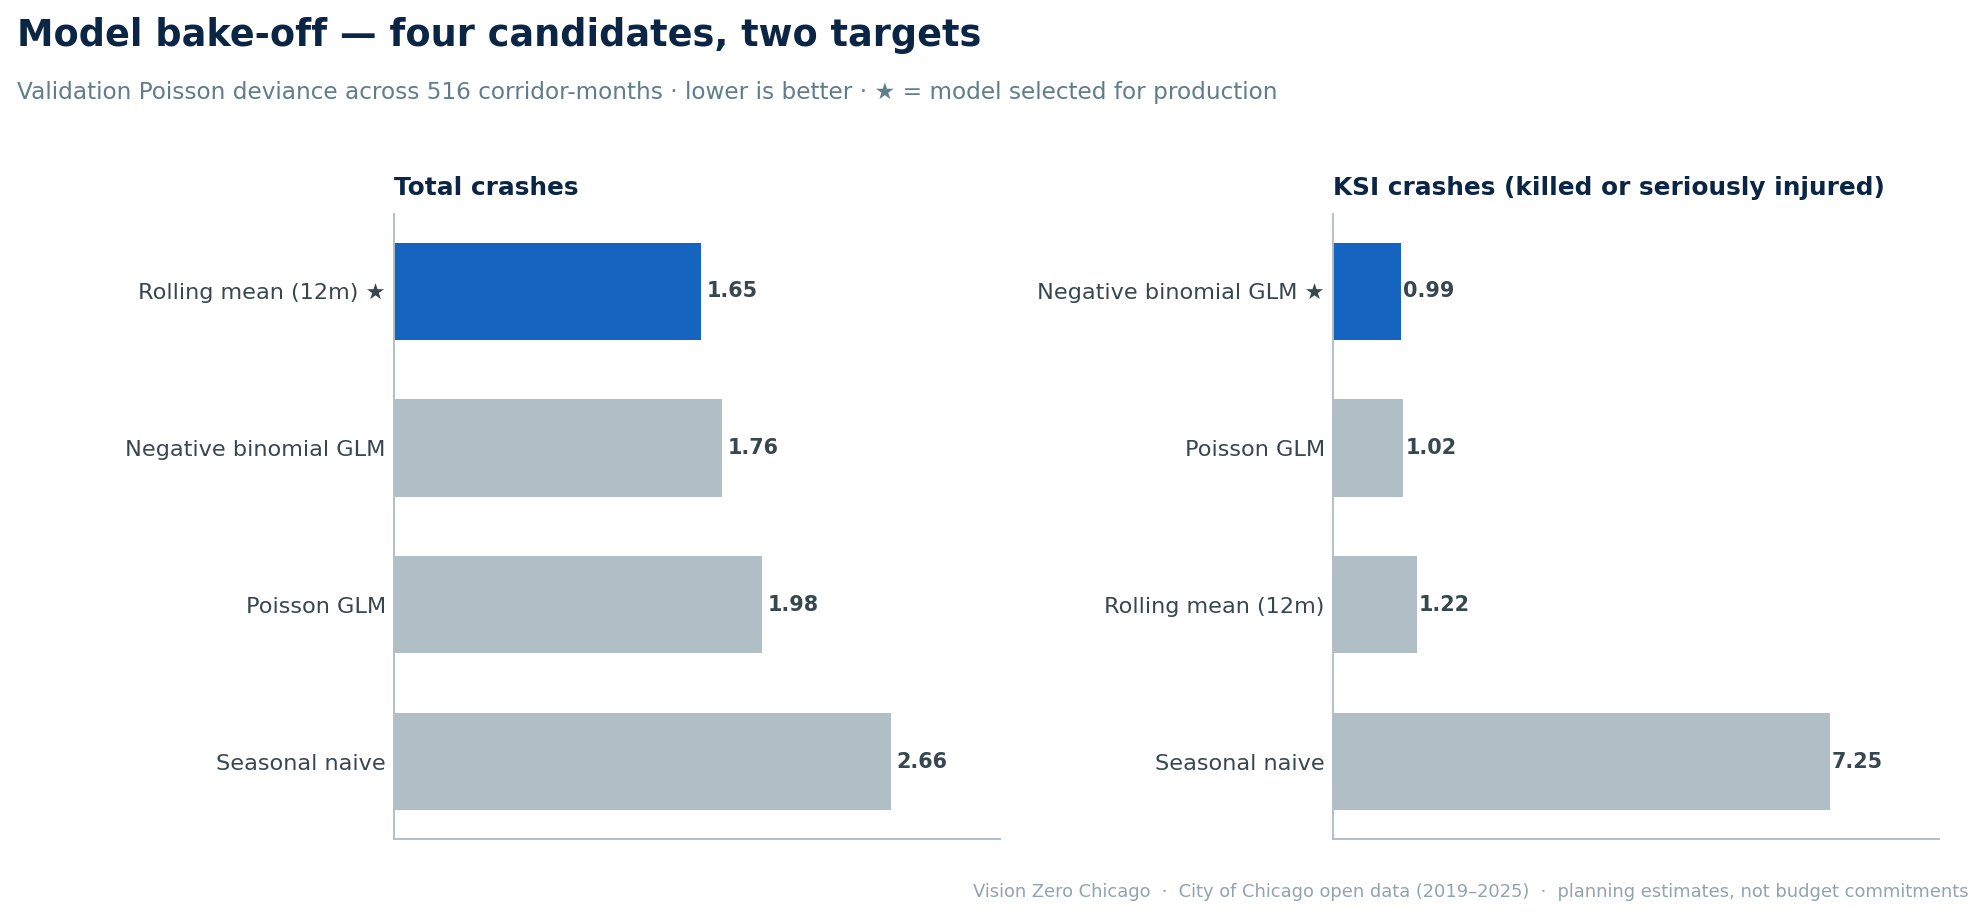 Model bake-off — four candidates, two targets
Validation Poisson deviance across 516 corridor-months · lower is better · ★ = model selected for production
Total crashes
Rolling mean (12m) ★
1.65
Negative binomial GLM
1.76
Poisson GLM
1.98
Seasonal naive
2.66
KSI crashes (killed or seriously injured)
Negative binomial GLM ★
0.99
Poisson GLM
1.02
Rolling mean (12m)
1.22
Seasonal naive
7.25
Vision Zero Chicago · City of Chicago open data (2019–2025) · planning estimates, not budget commitments